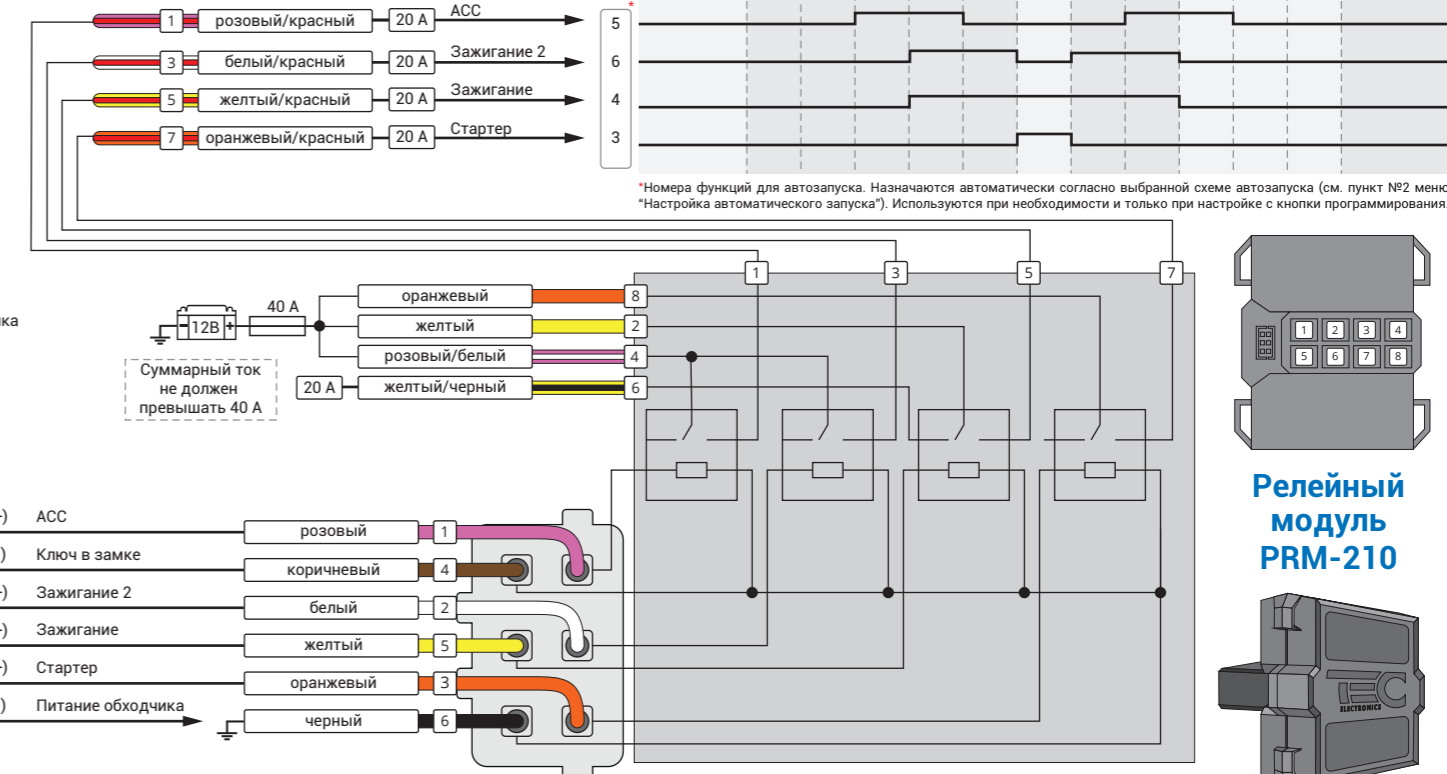 1 розовый/красный 20 А ACC
3 белый/красный 20 А Зажигание 2
5 желтый/красный 20 А Зажигание
7 оранжевый/красный 20 А Стартер
*
5
6
4
3
*Номера функций для автозапуска. Назначаются автоматически согласно выбранной схеме автозапуска (см. пункт №2 меню
"Настройка автоматического запуска"). Используются при необходимости и только при настройке с кнопки программирования.
1 3 5 7
ка
- 12В + 40 А
оранжевый 8
желтый 2
розовый/белый 4
20 А желтый/черный 6
Суммарный ток
не должен
превышать 40 А
1 2 3 4
5 6 7 8
Релейный
модуль
PRM-210
-) ACC розовый 1
) Ключ в замке коричневый 4
-) Зажигание 2 белый 2
-) Зажигание желтый 5
-) Стартер оранжевый 3
) Питание обходчика черный 6
ELECTRONICS